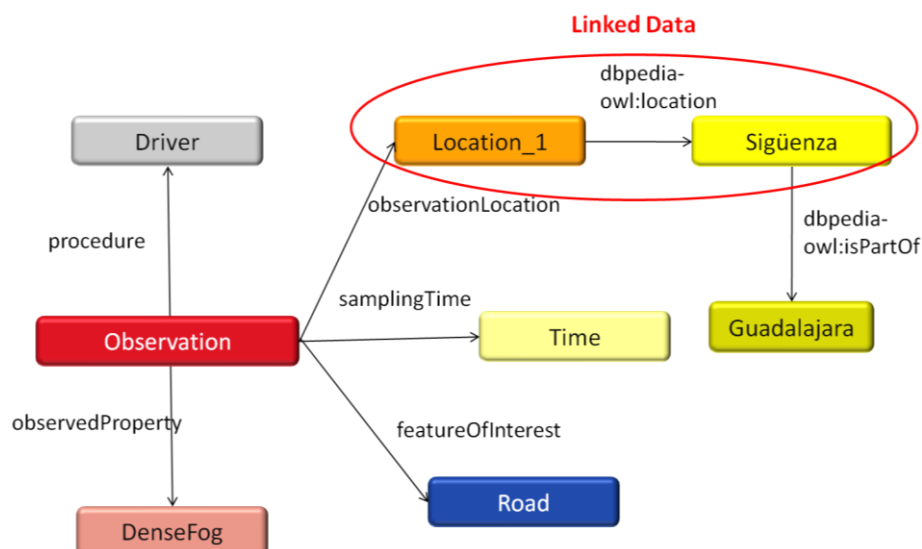 Linked Data
dbpedia-
owl:location
Driver
Location_1
Sigüenza
observationLocation
procedure
dbpedia-
owl:isPartOf
samplingTime
Observation
Time
Guadalajara
observedProperty
featureOfInterest
Road
DenseFog